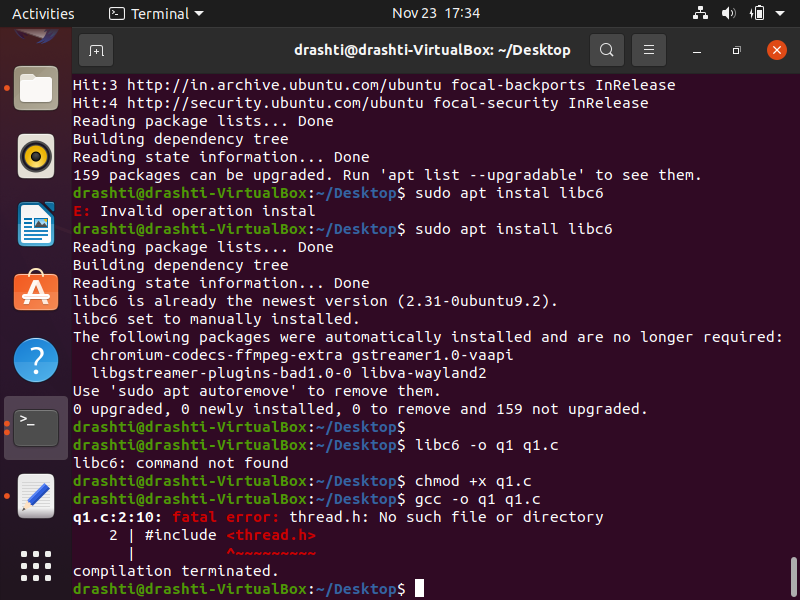 Activities Terminal Nov 23 17:34
drashti@drashti-VirtualBox: ~/Desktop
Hit:3 http://in.archive.ubuntu.com/ubuntu focal-backports InRelease
Hit:4 http://security.ubuntu.com/ubuntu focal-security InRelease
Reading package lists... Done
Building dependency tree
Reading state information... Done
159 packages can be upgraded. Run 'apt list --upgradable' to see them.
drashti@drashti-VirtualBox:~/Desktop$ sudo apt instal libc6
E: Invalid operation instal
drashti@drashti-VirtualBox:~/Desktop$ sudo apt install libc6
Reading package lists... Done
Building dependency tree
Reading state information... Done
libc6 is already the newest version (2.31-0ubuntu9.2).
libc6 set to manually installed.
The following packages were automatically installed and are no longer required:
  chromium-codecs-ffmpeg-extra gstreamer1.0-vaapi
  libgstreamer-plugins-bad1.0-0 libva-wayland2
Use 'sudo apt autoremove' to remove them.
0 upgraded, 0 newly installed, 0 to remove and 159 not upgraded.
drashti@drashti-VirtualBox:~/Desktop$
drashti@drashti-VirtualBox:~/Desktop$ libc6 -o q1 q1.c
libc6: command not found
drashti@drashti-VirtualBox:~/Desktop$ chmod +x q1.c
drashti@drashti-VirtualBox:~/Desktop$ gcc -o q1 q1.c
q1.c:2:10: fatal error: thread.h: No such file or directory
    2 | #include <thread.h>
      |          ^~~~~~~~~~
compilation terminated.
drashti@drashti-VirtualBox:~/Desktop$